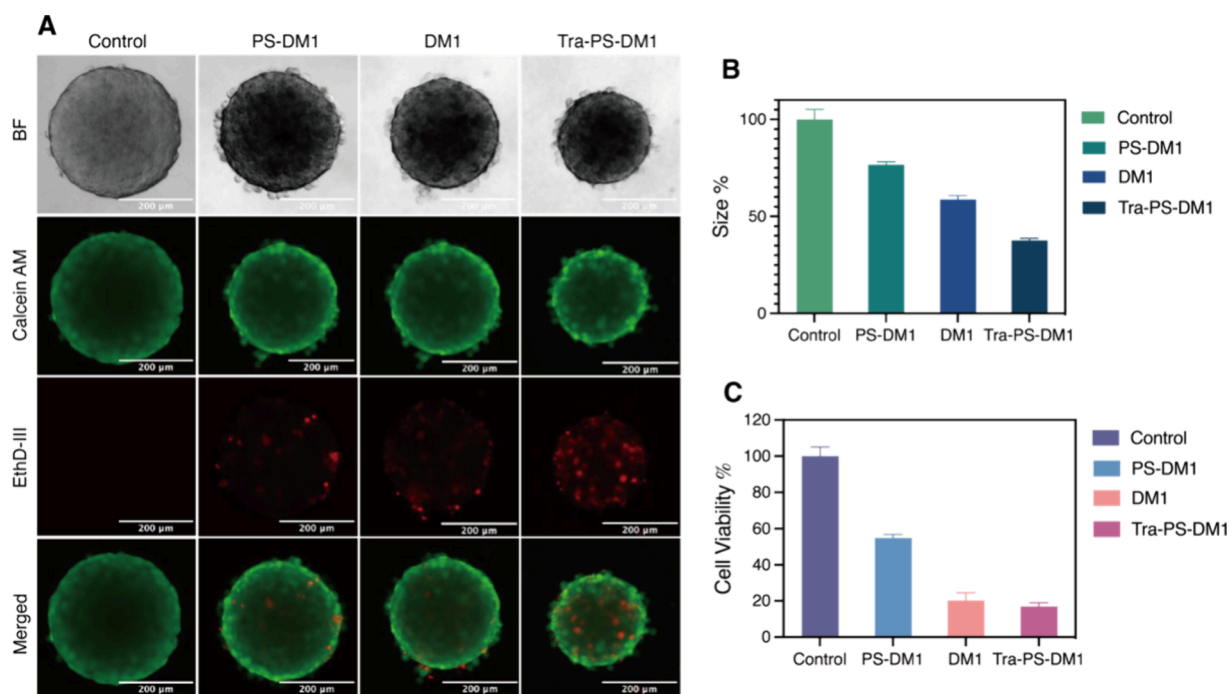 A
Control PS-DM1 DM1 Tra-PS-DM1
BF
200 µm 200 µm 200 µm 200 µm
Calcein AM
200 µm 200 µm 200 µm 200 µm
EthD-III
200 µm 200 µm 200 µm 200 µm
Merged
200 µm 200 µm 200 µm 200 µm
B
Size %
100
50
0
Control PS-DM1 DM1 Tra-PS-DM1
Control
PS-DM1
DM1
Tra-PS-DM1
C
Cell Viability %
120
100
80
60
40
20
0
Control PS-DM1 DM1 Tra-PS-DM1
Control
PS-DM1
DM1
Tra-PS-DM1